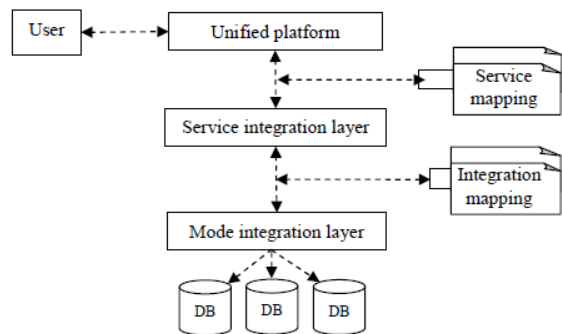 User
Unified platform
Service
mapping
Service integration layer
Integration
mapping
Mode integration layer
DB
DB
DB